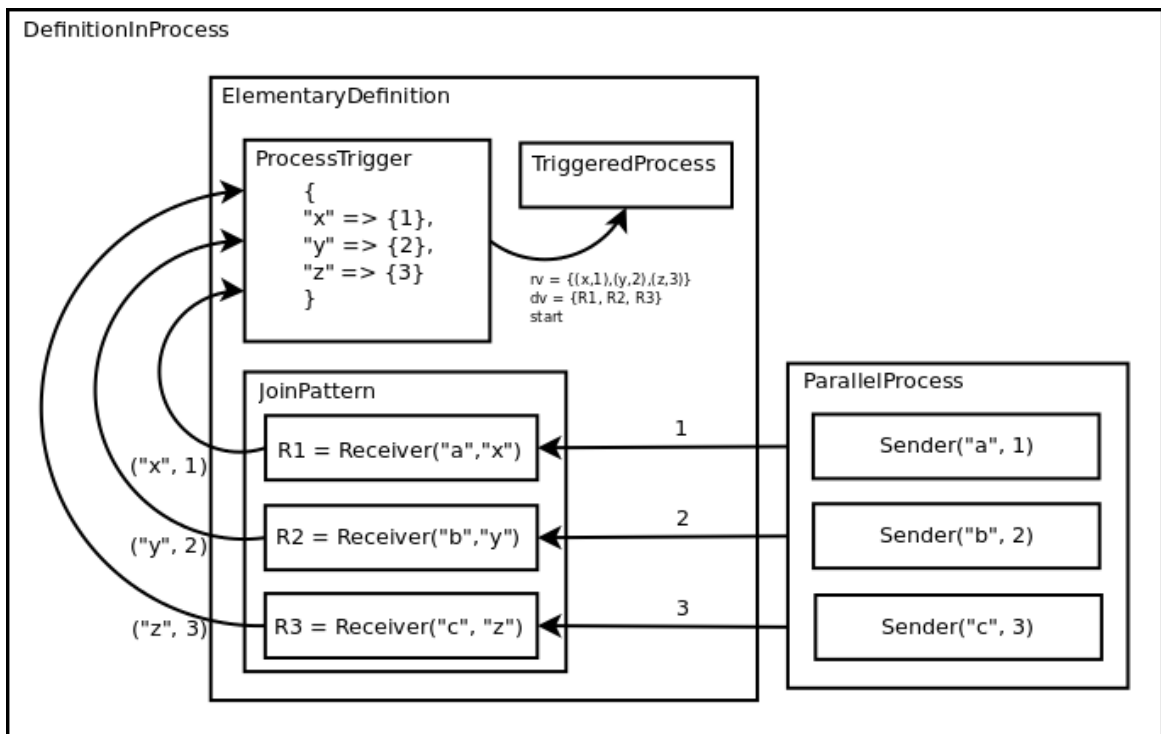 DefinitionInProcess
ElementaryDefinition
ProcessTrigger
{
"x" => {1},
"y" => {2},
"z" => {3}
}
TriggeredProcess
rv = {(x,1),(y,2),(z,3)}
dv = {R1, R2, R3}
start
JoinPattern
R1 = Receiver("a","x")
R2 = Receiver("b","y")
R3 = Receiver("c", "z")
("x", 1)
("y", 2)
("z", 3)
1
2
3
ParallelProcess
Sender("a", 1)
Sender("b", 2)
Sender("c", 3)